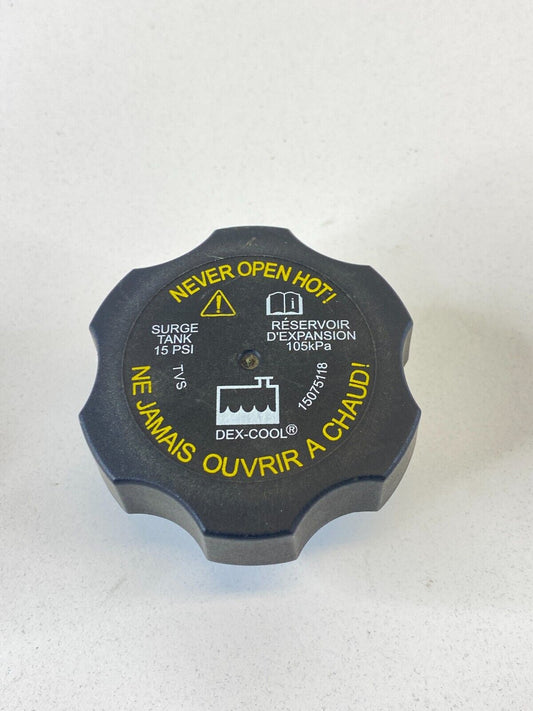 NEVER OPEN HOT!
SURGE
TANK
15 PSI
RÉSERVOIR
D'EXPANSION
105kPa
TVS
15075118
DEX-COOL®
NE JAMAIS OUVRIR A CHAUD!